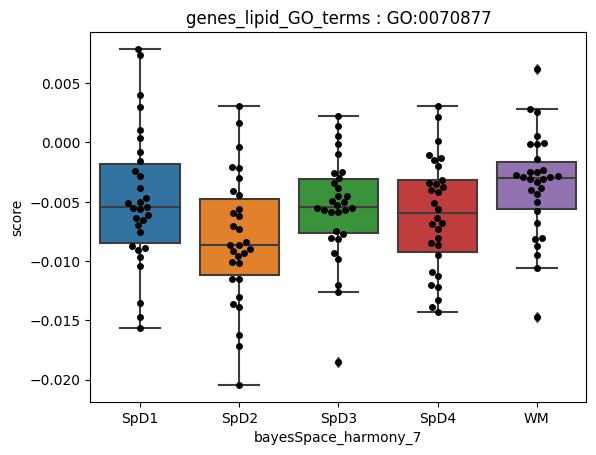 genes_lipid_GO_terms : GO:0070877
score
0.005
0.000
−0.005
−0.010
−0.015
−0.020
SpD1 SpD2 SpD3 SpD4 WM
bayesSpace_harmony_7